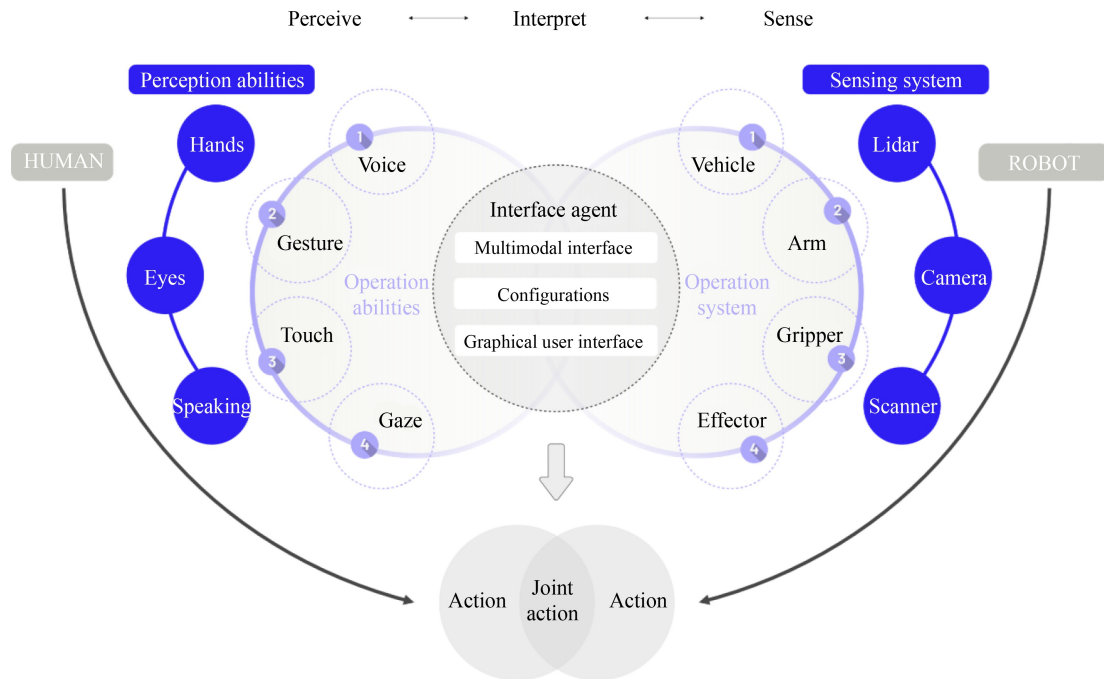 Perceive
Interpret
Sense
Perception abilities
Sensing system
HUMAN
ROBOT
Hands
Eyes
Speaking
1
Voice
2
Gesture
3
Touch
4
Gaze
Operation
abilities
Interface agent
Multimodal interface
Configurations
Graphical user interface
Operation
system
1
Vehicle
2
Arm
3
Gripper
4
Effector
Lidar
Camera
Scanner
Action
Joint
action
Action